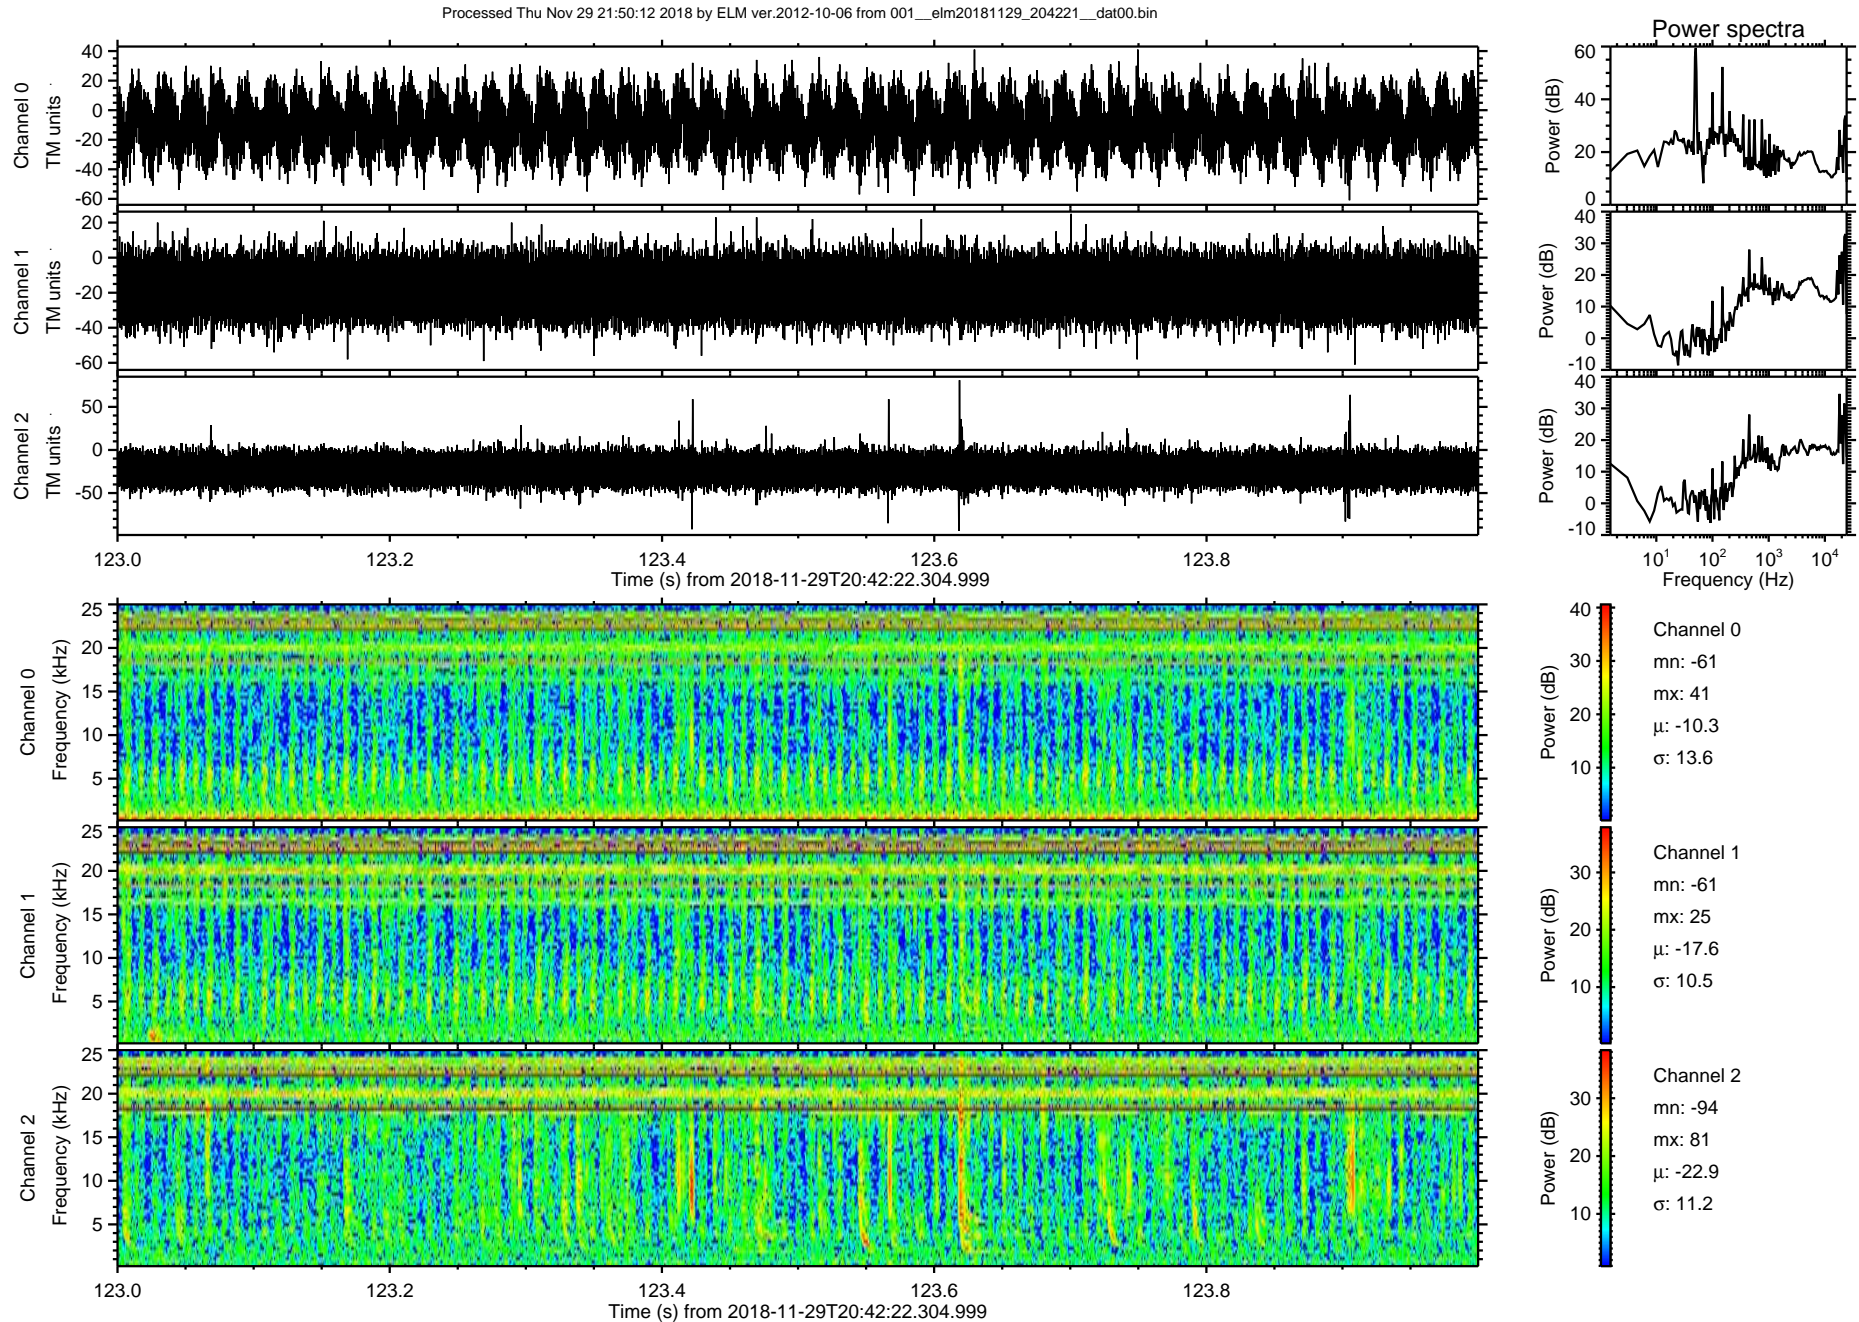 Processed Thu Nov 29 21:50:12 2018 by ELM ver.2012-10-06 from 001__elm20181129_204221__dat00.bin
Power spectra
Channel 0
TM units
40
20
0
-20
-40
-60
Power (dB)
60
40
20
0
Channel 1
TM units
20
0
-20
-40
-60
Power (dB)
40
30
20
10
0
-10
Channel 2
TM units
50
0
-50
Power (dB)
40
30
20
10
0
-10
123.0 123.2 123.4 123.6 123.8
Time (s) from 2018-11-29T20:42:22.304.999
10^1 10^2 10^3 10^4
Frequency (Hz)
Channel 0
Frequency (kHz)
25
20
15
10
5
Power (dB)
40
30
20
10
Channel 0
mn: -61
mx: 41
μ: -10.3
σ: 13.6
Channel 1
Frequency (kHz)
25
20
15
10
5
Power (dB)
30
20
10
Channel 1
mn: -61
mx: 25
μ: -17.6
σ: 10.5
Channel 2
Frequency (kHz)
25
20
15
10
5
Power (dB)
30
20
10
Channel 2
mn: -94
mx: 81
μ: -22.9
σ: 11.2
123.0 123.2 123.4 123.6 123.8
Time (s) from 2018-11-29T20:42:22.304.999